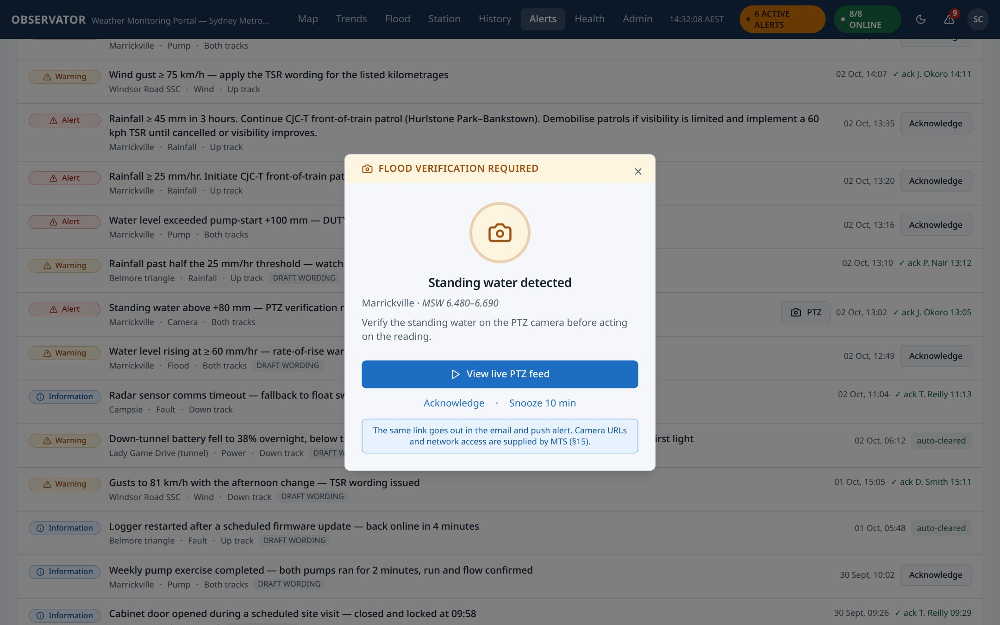 OBSERVATOR Weather Monitoring Portal — Sydney Metro... Map Trends Flood Station History Alerts Health Admin 14:32:08 AEST 6 ACTIVE ALERTS 8/8 ONLINE 9 SC
Marrickville · Pump · Both tracks
Warning Wind gust ≥ 75 km/h — apply the TSR wording for the listed kilometrages 02 Oct, 14:07 ✓ ack J. Okoro 14:11
Windsor Road SSC · Wind · Up track
Alert Rainfall ≥ 45 mm in 3 hours. Continue CJC-T front-of-train patrol (Hurlstone Park–Bankstown). Demobilise patrols if visibility is limited and implement a 60 02 Oct, 13:35 Acknowledge
kph TSR until cancelled or visibility improves.
Marrickville · Rainfall · Up track
Alert Rainfall ≥ 25 mm/hr. Initiate CJC-T front-of-train pat 02 Oct, 13:20 Acknowledge
Marrickville · Rainfall · Up track
Alert Water level exceeded pump-start +100 mm — DUTY 02 Oct, 13:16 Acknowledge
Marrickville · Pump · Both tracks
Warning Rainfall past half the 25 mm/hr threshold — watch 02 Oct, 13:10 ✓ ack P. Nair 13:12
Belmore triangle · Rainfall · Up track DRAFT WORDING
Alert Standing water above +80 mm — PTZ verification r PTZ 02 Oct, 13:02 ✓ ack J. Okoro 13:05
Marrickville · Camera · Both tracks
Warning Water level rising at ≥ 60 mm/hr — rate-of-rise war 02 Oct, 12:49 Acknowledge
Marrickville · Flood · Both tracks DRAFT WORDING
Information Radar sensor comms timeout — fallback to float sw 02 Oct, 11:04 ✓ ack T. Reilly 11:13
Campsie · Fault · Down track
Warning Down-tunnel battery fell to 38% overnight, below t irst light 02 Oct, 06:12 auto-cleared
Lady Game Drive (tunnel) · Power · Down track DRAFT W
Warning Gusts to 81 km/h with the afternoon change — TSR wording issued 01 Oct, 15:05 ✓ ack D. Smith 15:11
Windsor Road SSC · Wind · Down track DRAFT WORDING
Information Logger restarted after a scheduled firmware update — back online in 4 minutes 01 Oct, 05:48 auto-cleared
Belmore triangle · Fault · Up track DRAFT WORDING
Information Weekly pump exercise completed — both pumps ran for 2 minutes, run and flow confirmed 30 Sept, 10:02 Acknowledge
Marrickville · Pump · Both tracks DRAFT WORDING
Information Cabinet door opened during a scheduled site visit — closed and locked at 09:58 30 Sept, 09:26 ✓ ack T. Reilly 09:29
FLOOD VERIFICATION REQUIRED
Standing water detected
Marrickville · MSW 6.480–6.690
Verify the standing water on the PTZ camera before acting
on the reading.
View live PTZ feed
Acknowledge · Snooze 10 min
The same link goes out in the email and push alert. Camera URLs
and network access are supplied by MTS (§15).